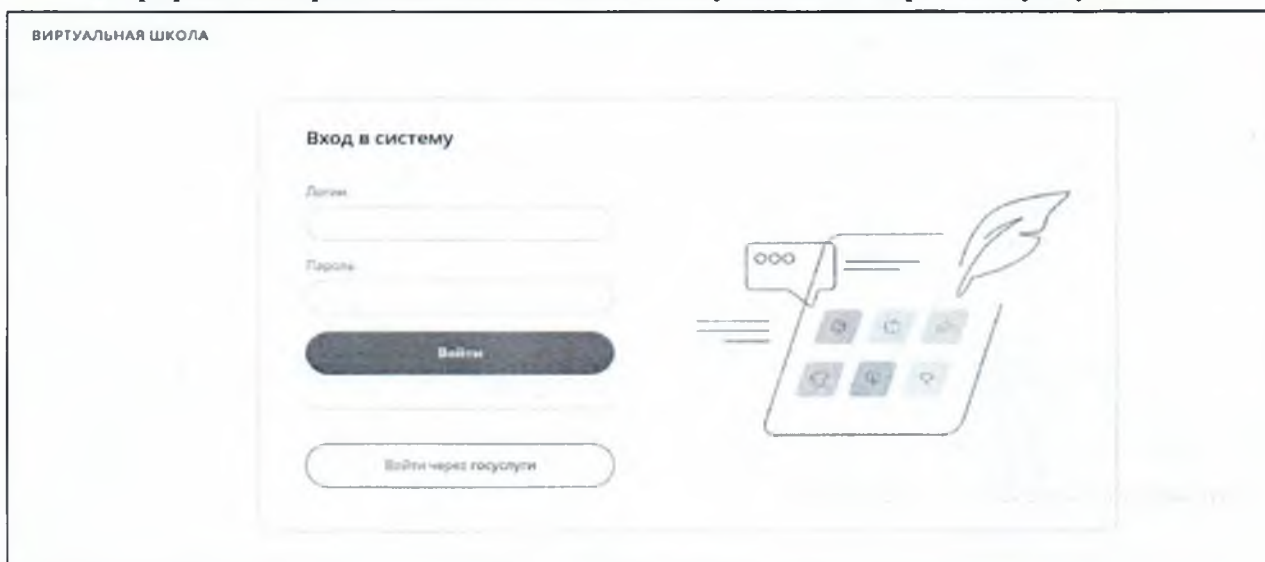 ВИРТУАЛЬНАЯ ШКОЛА
Вход в систему
Логин
Пароль
Войти
Войти через госуслуги